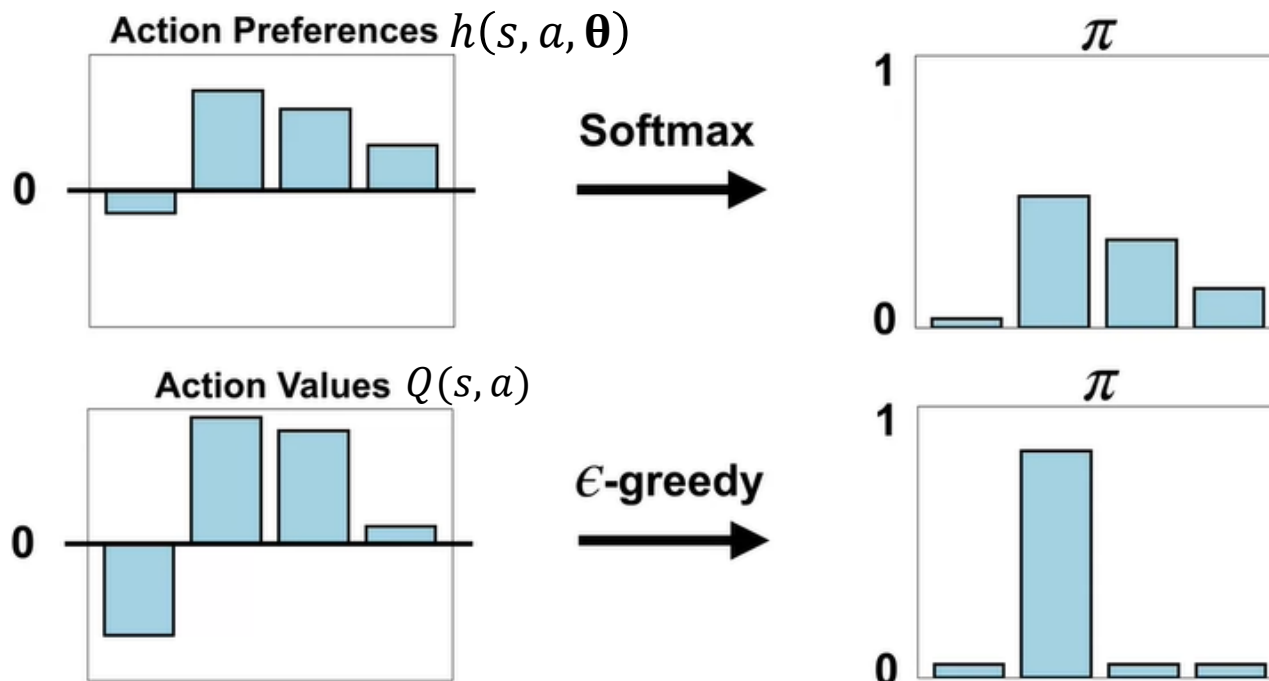 Action Preferences h(s, a, θ)
π
1
0
Softmax
0
Action Values Q(s, a)
π
1
0
ϵ-greedy
0